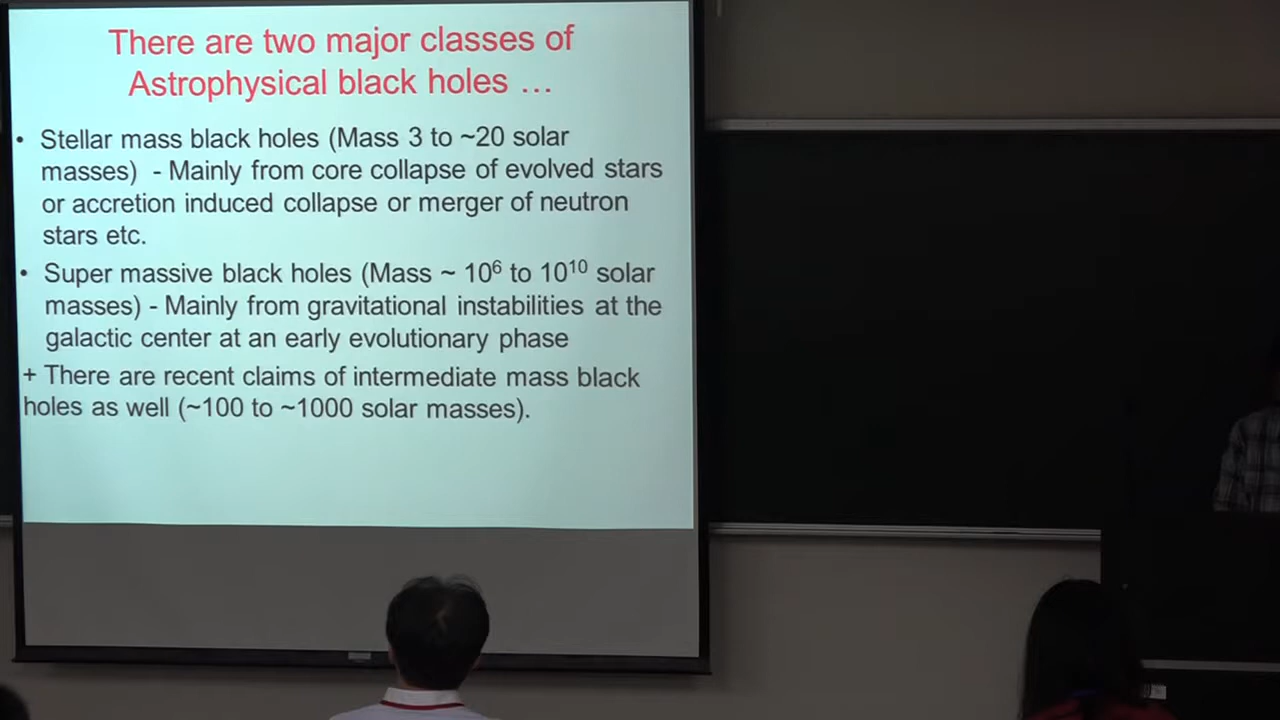 There are two major classes of
Astrophysical black holes …
• Stellar mass black holes (Mass 3 to ~20 solar
masses) - Mainly from core collapse of evolved stars
or accretion induced collapse or merger of neutron
stars etc.
• Super massive black holes (Mass ~ 10⁶ to 10¹⁰ solar
masses) - Mainly from gravitational instabilities at the
galactic center at an early evolutionary phase
+ There are recent claims of intermediate mass black
holes as well (~100 to ~1000 solar masses).